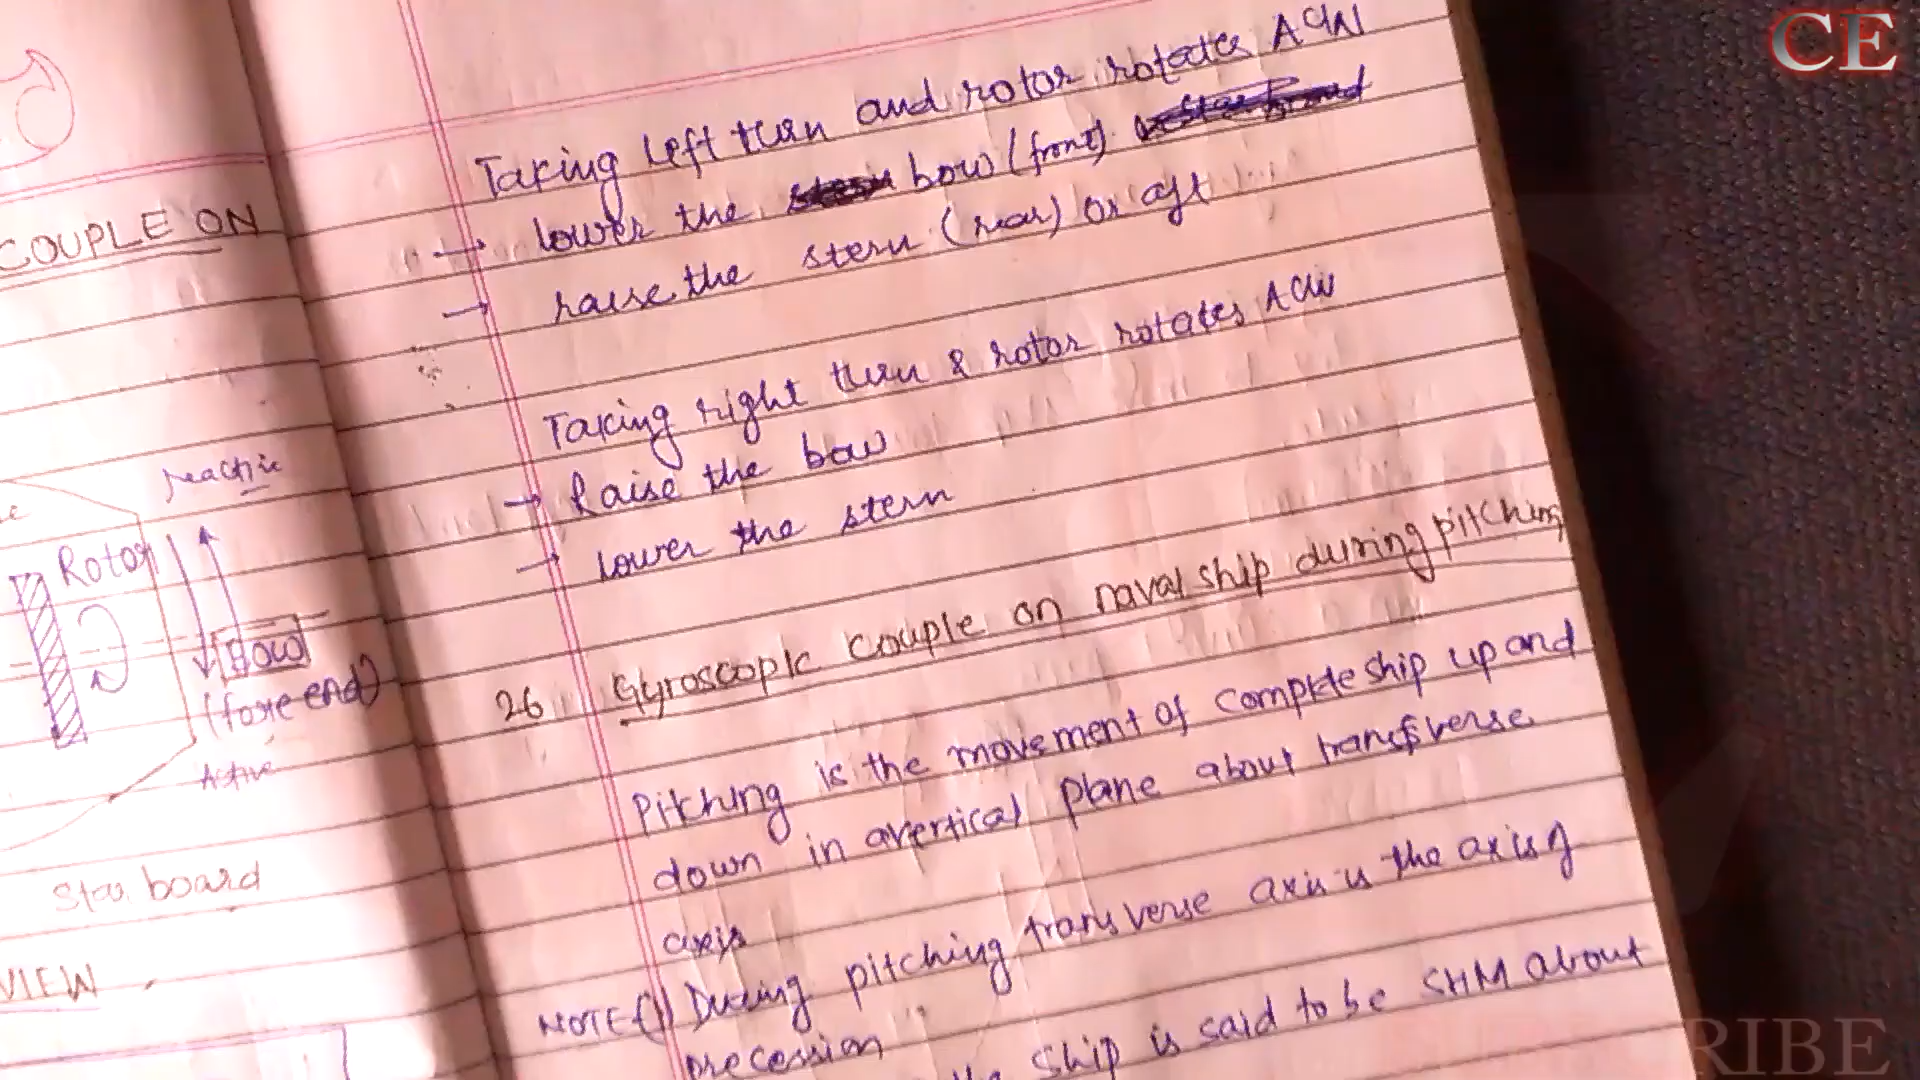 CE
COUPLE ON
reactie
Rotor
Bow
(fore end)
Active
Star board
VIEW
Taking left turn and rotor rotates ACW
→ lower the bow (front)
→ raise the stern (rear) or aft
Taking right turn & rotor rotates ACW
→ Raise the bow
→ lower the stern
26 Gyroscopic couple on naval ship during pitching
Pitching is the movement of complete ship up and
down in a vertical plane about transverse
axis
NOTE (1) During pitching transverse axis is the axis of
precession
ship is said to be SHM about
RIBE